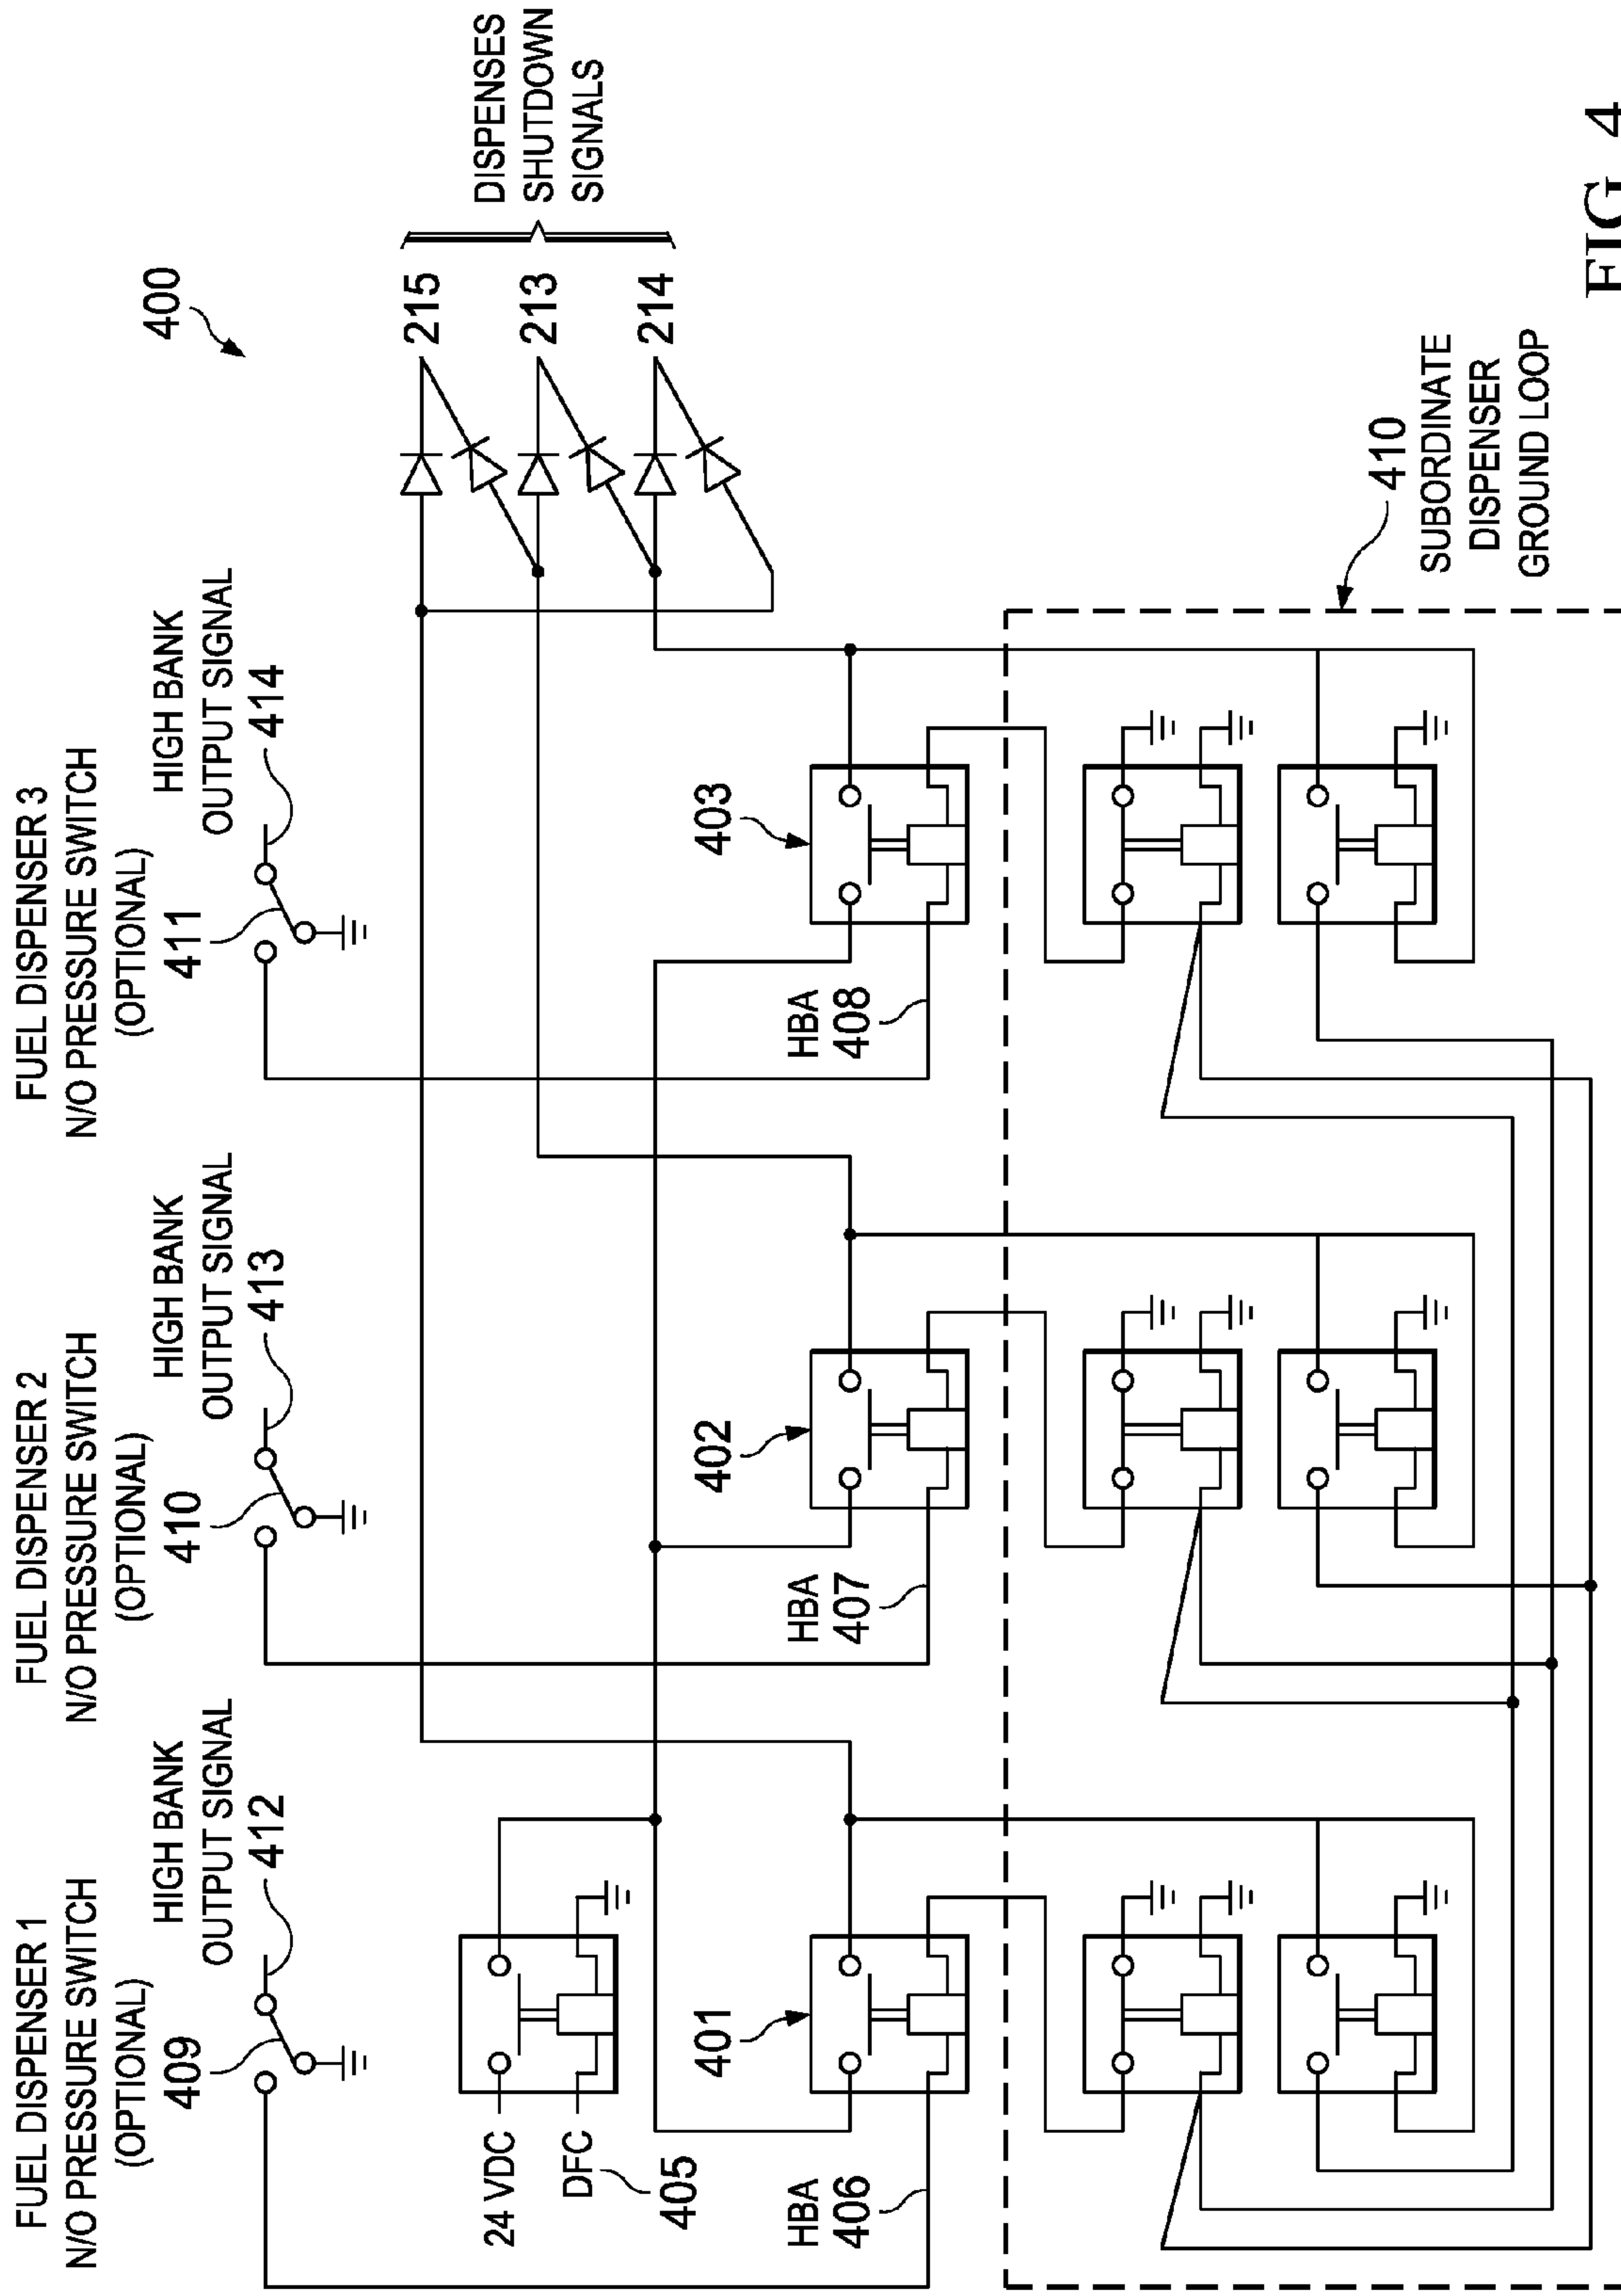 FUEL DISPENSER 1
N/O PRESSURE SWITCH
(OPTIONAL)
409
HIGH BANK
OUTPUT SIGNAL
412
FUEL DISPENSER 2
N/O PRESSURE SWITCH
(OPTIONAL)
410
HIGH BANK
OUTPUT SIGNAL
413
FUEL DISPENSER 3
N/O PRESSURE SWITCH
(OPTIONAL)
411
HIGH BANK
OUTPUT SIGNAL
414
400
24 VDC
DFC
405
215
213
214
DISPENSES
SHUTDOWN
SIGNALS
401
402
403
HBA
406
HBA
407
HBA
408
410
SUBORDINATE
DISPENSER
GROUND LOOP
FIG. 4